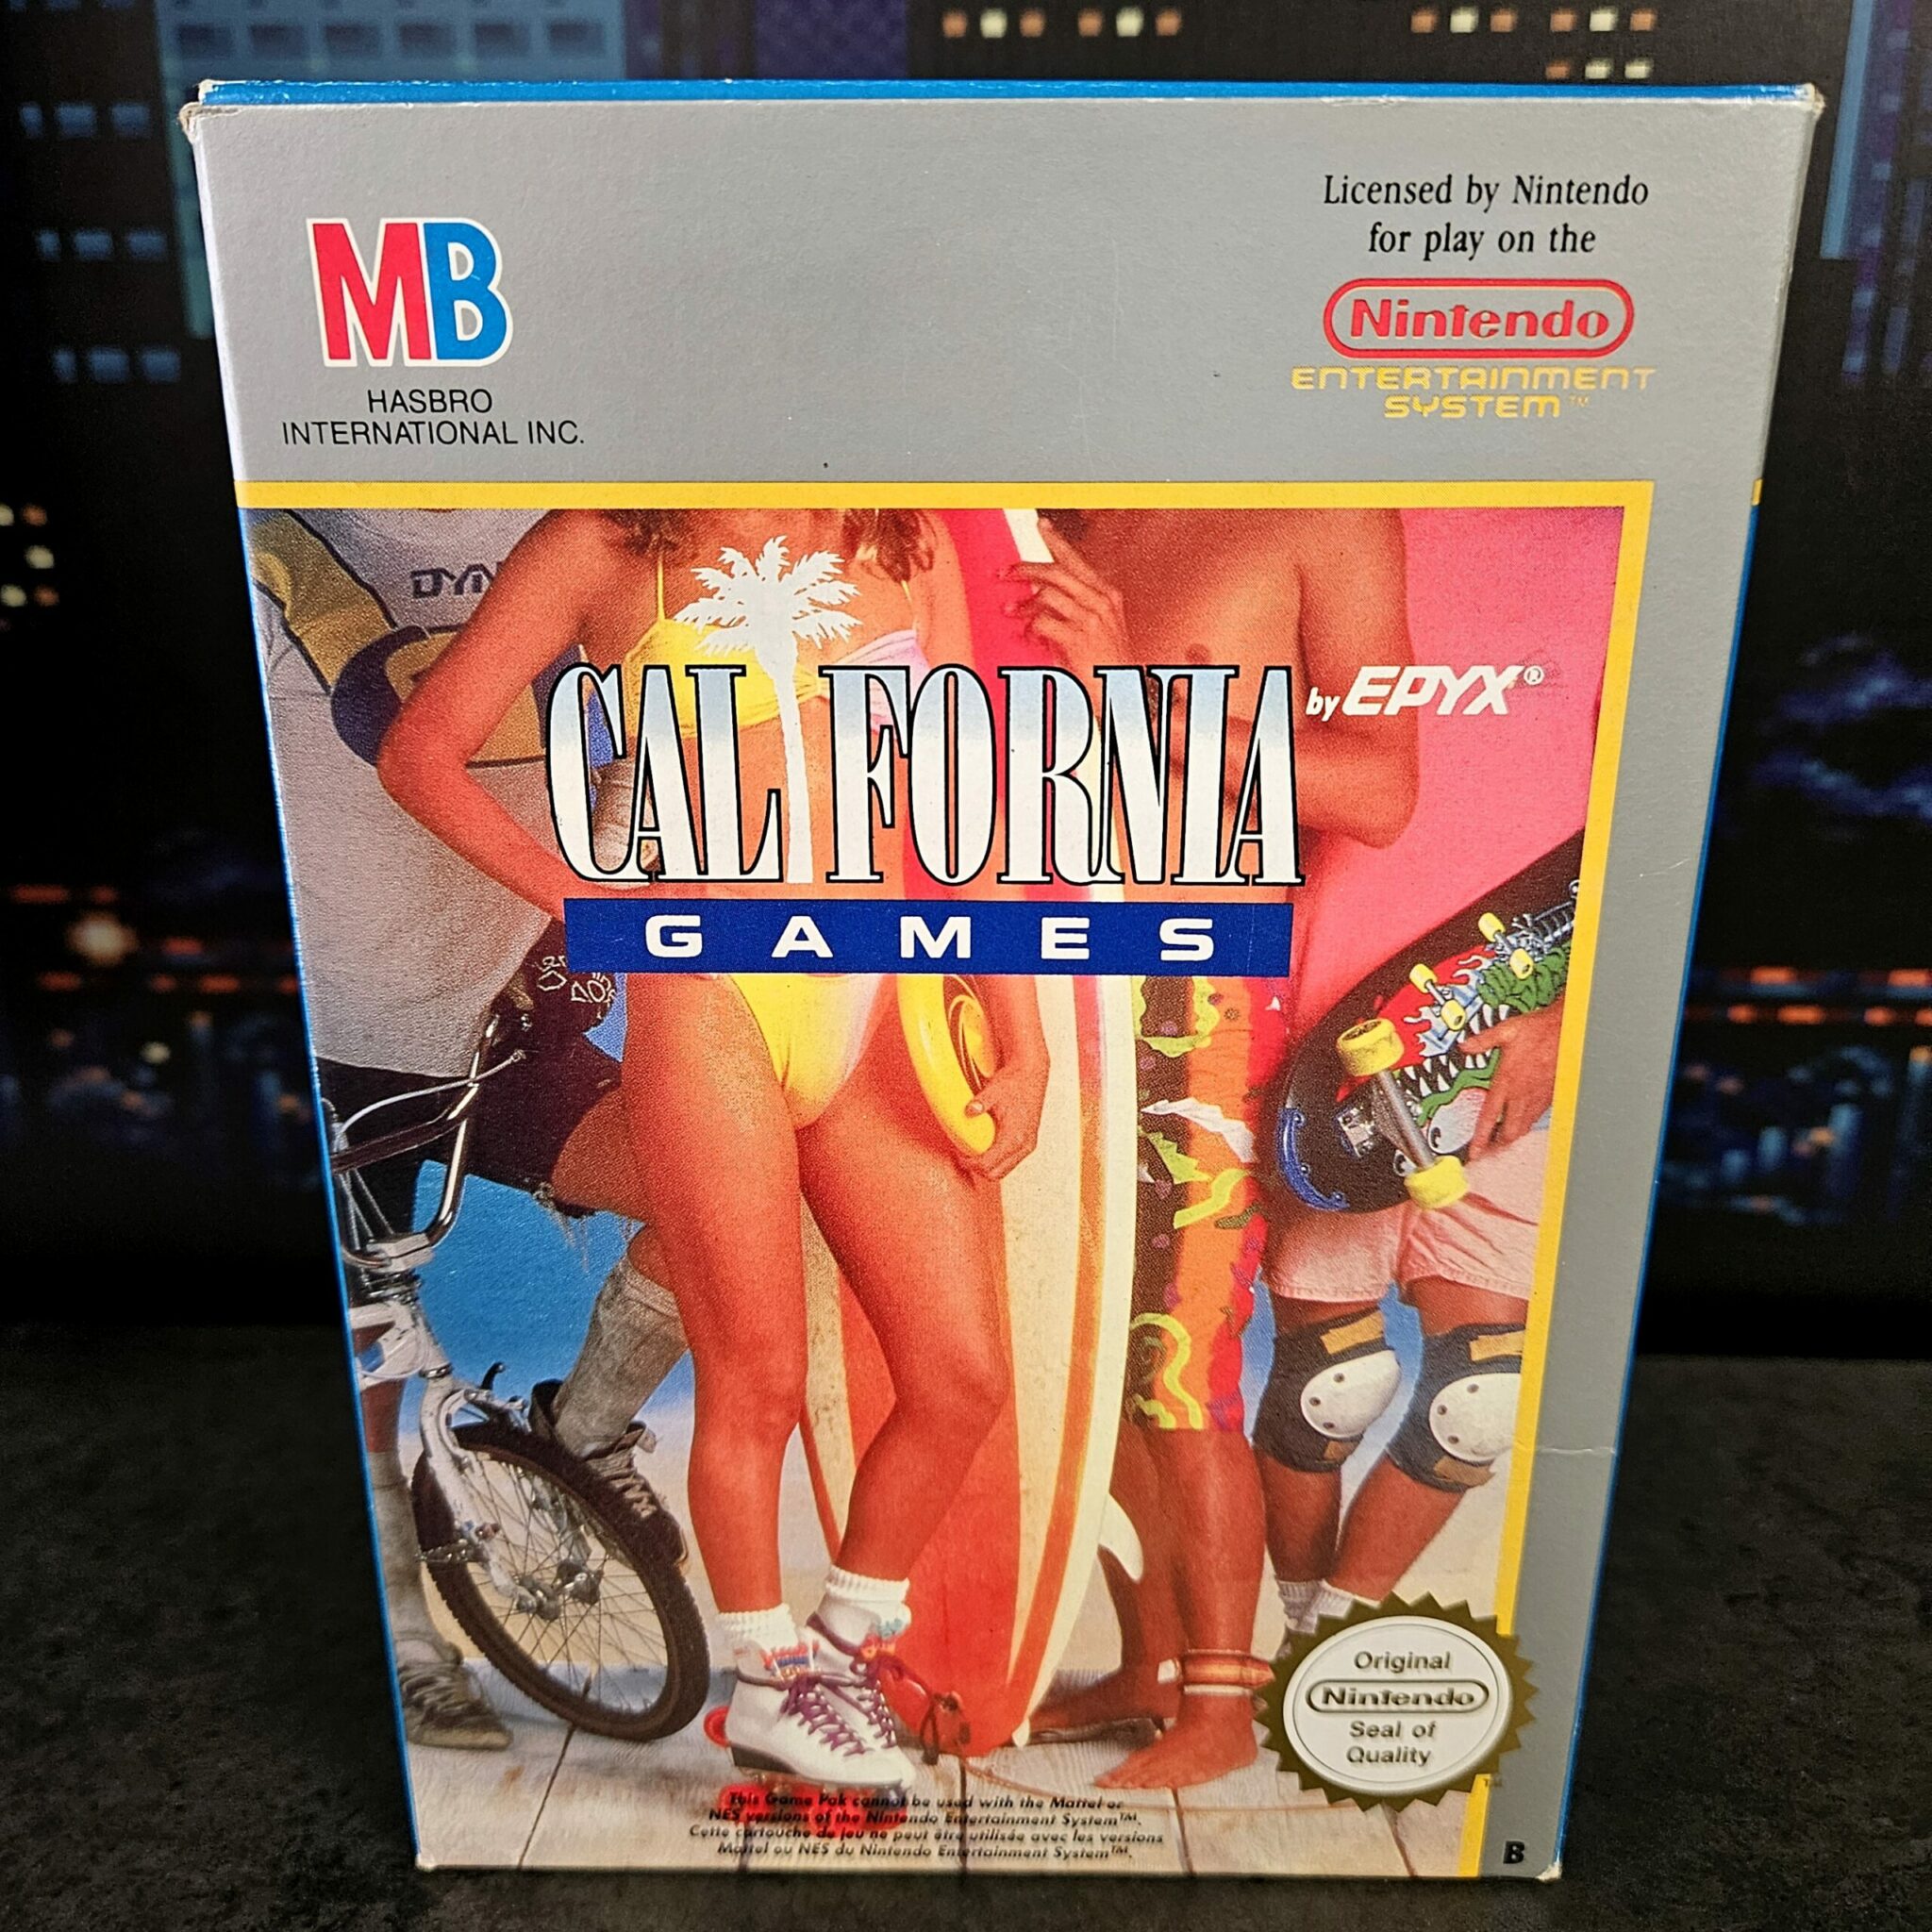 MB
HASBRO
INTERNATIONAL INC.
Licensed by Nintendo
for play on the
Nintendo
ENTERTAINMENT
SYSTEM™
CALIFORNIA
by EPYX®
GAMES
Original
Nintendo
Seal of
Quality
TM
This Game Pak cannot be used with the Mattel or
NES versions of the Nintendo Entertainment System™.
Cette cartouche de jeu ne peut être utilisée avec les versions
Mattel ou NES du Nintendo Entertainment System™.
B